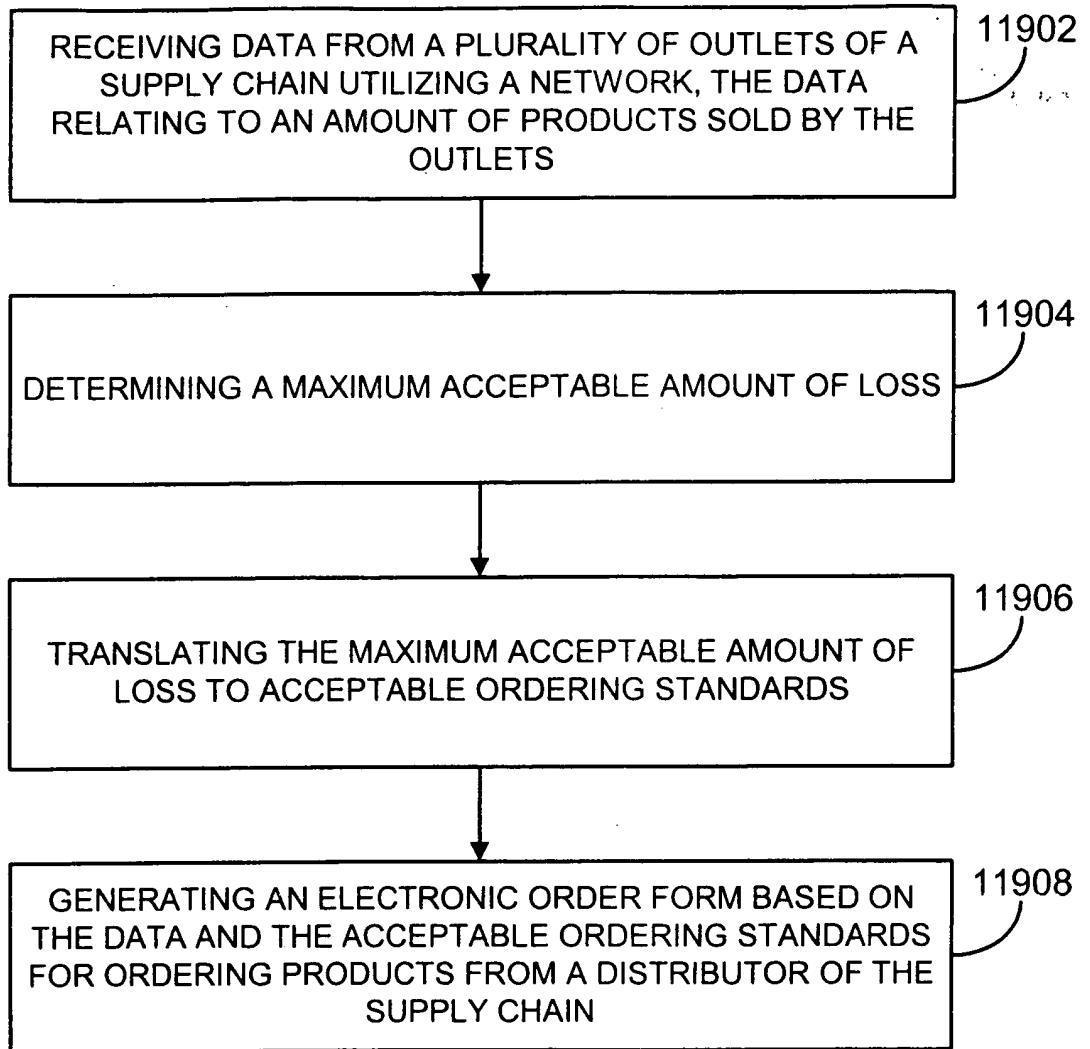 RECEIVING DATA FROM A PLURALITY OF OUTLETS OF A
SUPPLY CHAIN UTILIZING A NETWORK, THE DATA
RELATING TO AN AMOUNT OF PRODUCTS SOLD BY THE
OUTLETS
11902
DETERMINING A MAXIMUM ACCEPTABLE AMOUNT OF LOSS
11904
TRANSLATING THE MAXIMUM ACCEPTABLE AMOUNT OF
LOSS TO ACCEPTABLE ORDERING STANDARDS
11906
GENERATING AN ELECTRONIC ORDER FORM BASED ON
THE DATA AND THE ACCEPTABLE ORDERING STANDARDS
FOR ORDERING PRODUCTS FROM A DISTRIBUTOR OF THE
SUPPLY CHAIN
11908